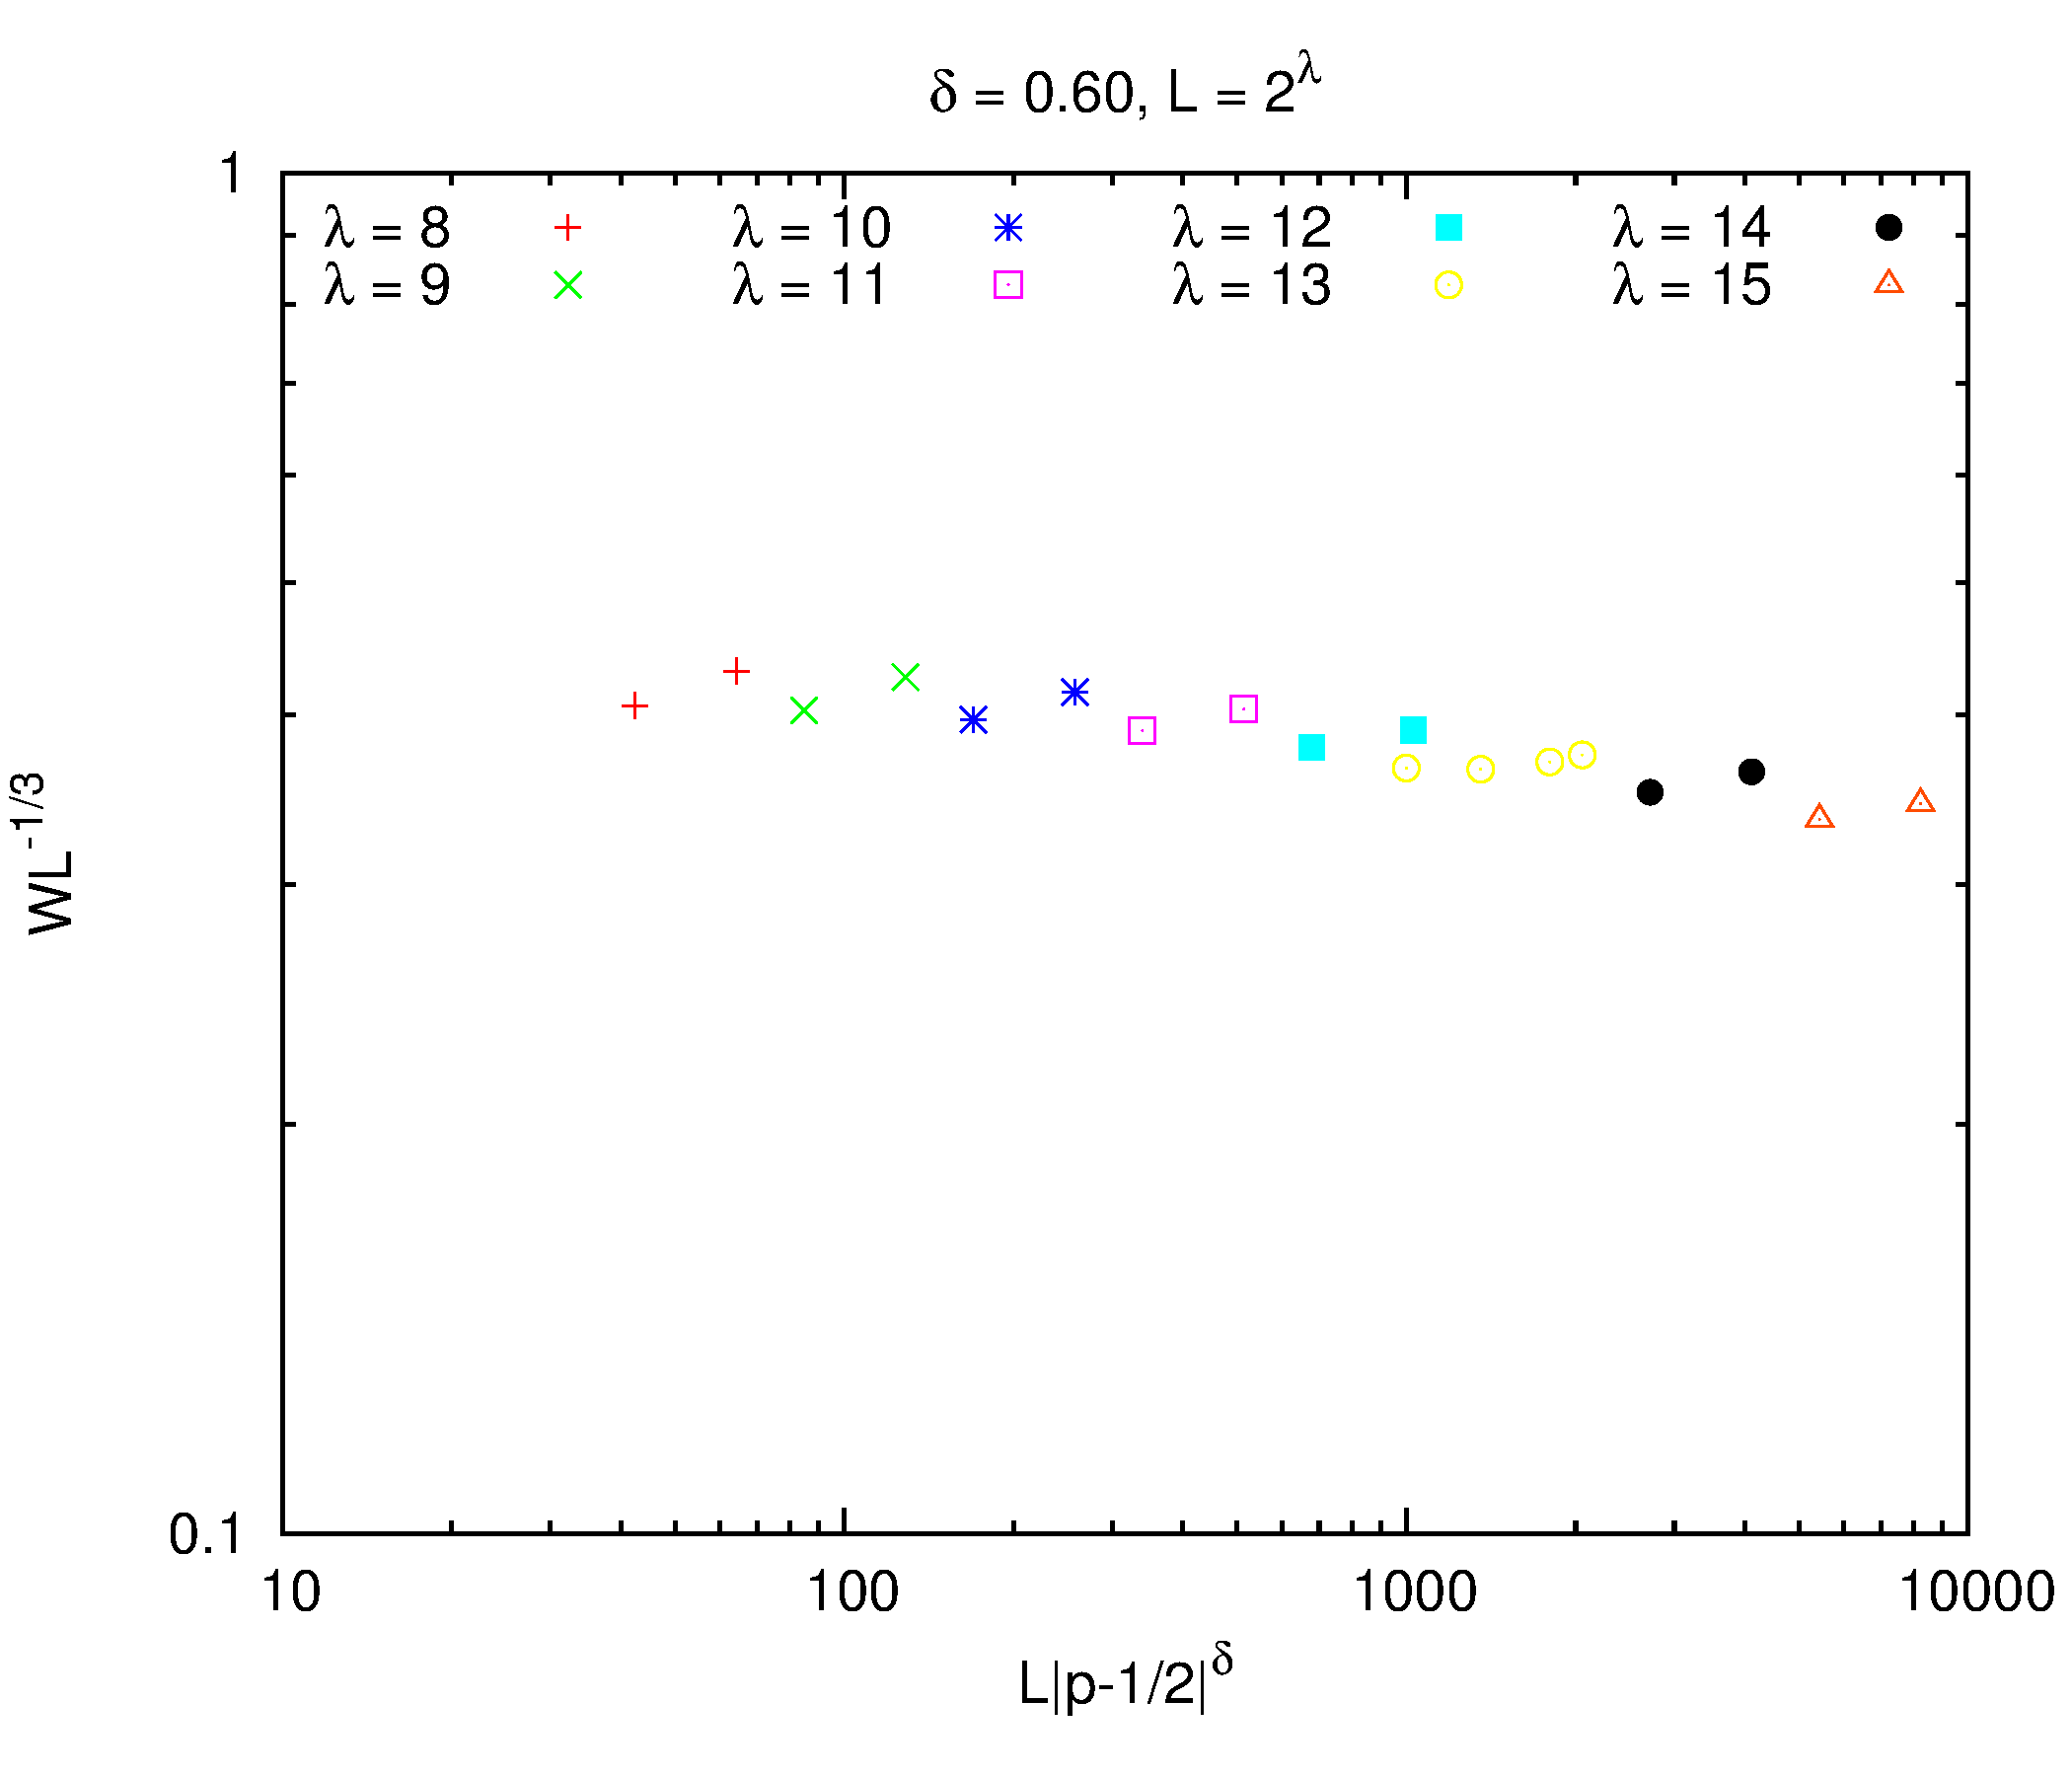 δ = 0.60, L = 2^λ
1
λ = 8 λ = 10 λ = 12 λ = 14
λ = 9 λ = 11 λ = 13 λ = 15
WL^-1/3
0.1
10 100 1000 10000
L|p-1/2|^δ